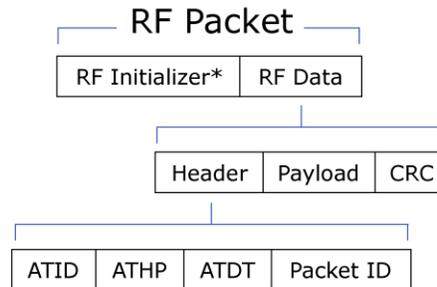 RF Packet
RF Initializer* RF Data
Header Payload CRC
ATID ATHP ATDT Packet ID